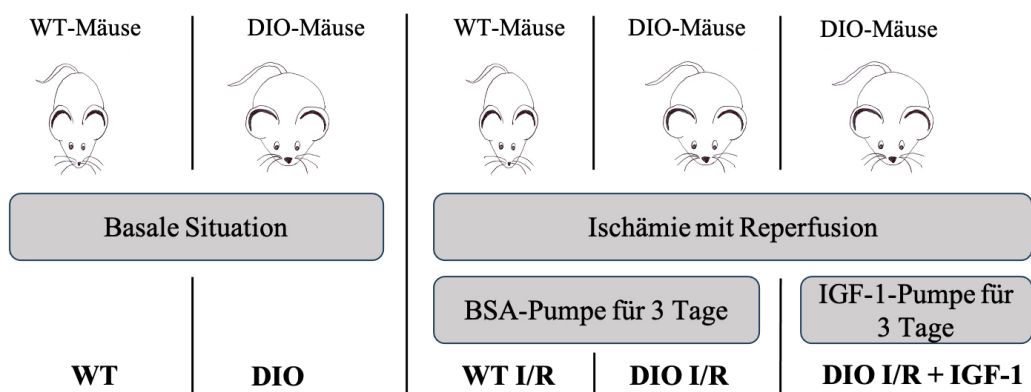 WT-Mäuse
DIO-Mäuse
WT-Mäuse
DIO-Mäuse
DIO-Mäuse
Basale Situation
Ischämie mit Reperfusion
BSA-Pumpe für 3 Tage
IGF-1-Pumpe für
3 Tage
WT
DIO
WT I/R
DIO I/R
DIO I/R + IGF-1